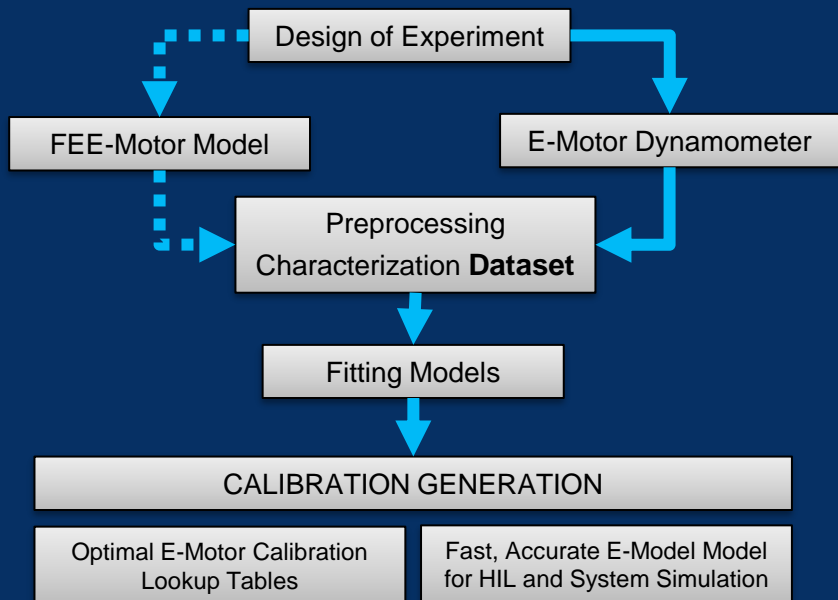 Design of Experiment
FEE-Motor Model
E-Motor Dynamometer
Preprocessing
Characterization Dataset
Fitting Models
CALIBRATION GENERATION
Optimal E-Motor Calibration
Lookup Tables
Fast, Accurate E-Model Model
for HIL and System Simulation